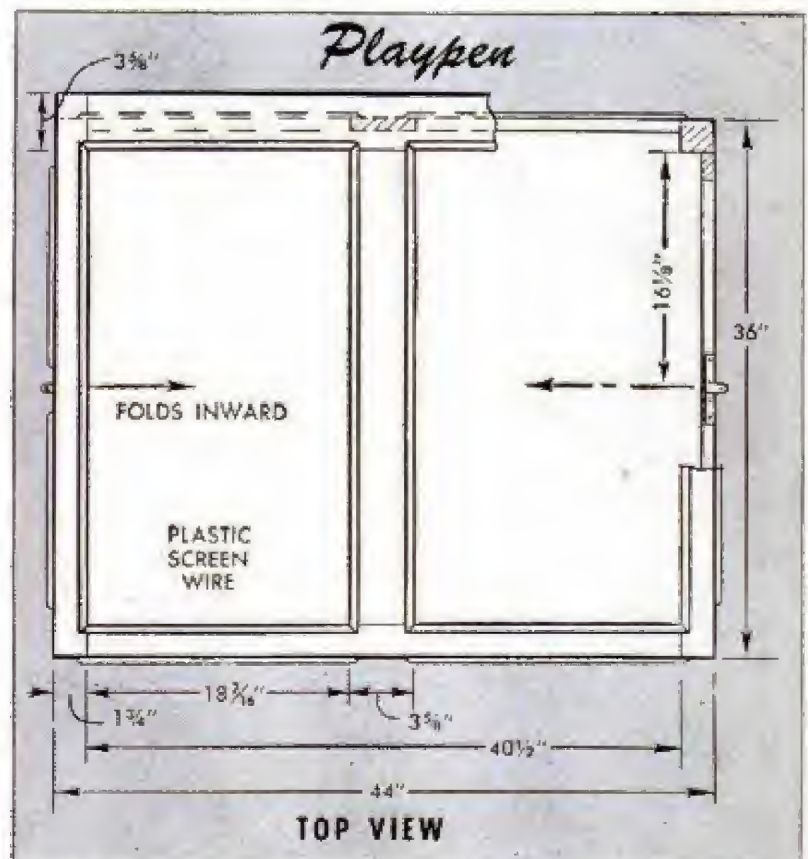 Playpen
3⅝"
16⅛"
36"
FOLDS INWARD
PLASTIC
SCREEN
WIRE
18 7/16"
1¾"
3⅝"
40½"
44"
TOP VIEW